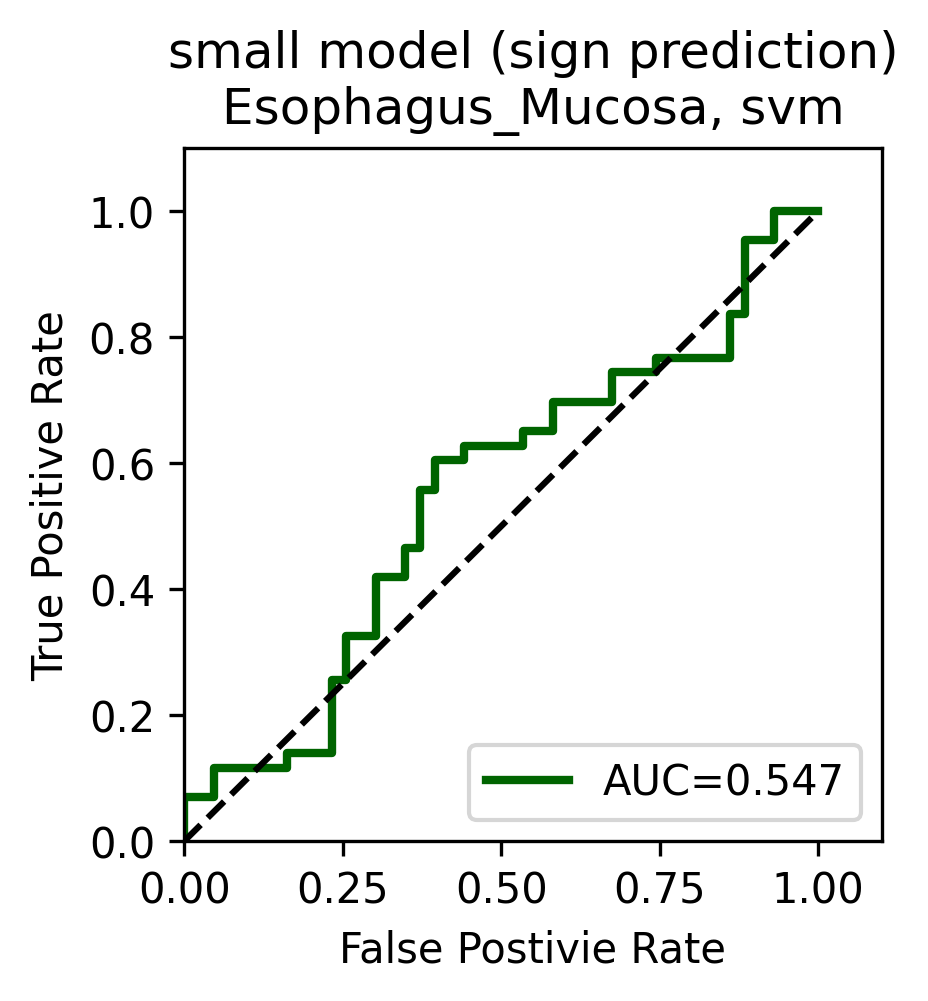 small model (sign prediction)
Esophagus_Mucosa, svm
1.0
0.8
0.6
0.4
0.2
0.0
True Positive Rate
AUC=0.547
0.00 0.25 0.50 0.75 1.00
False Postivie Rate